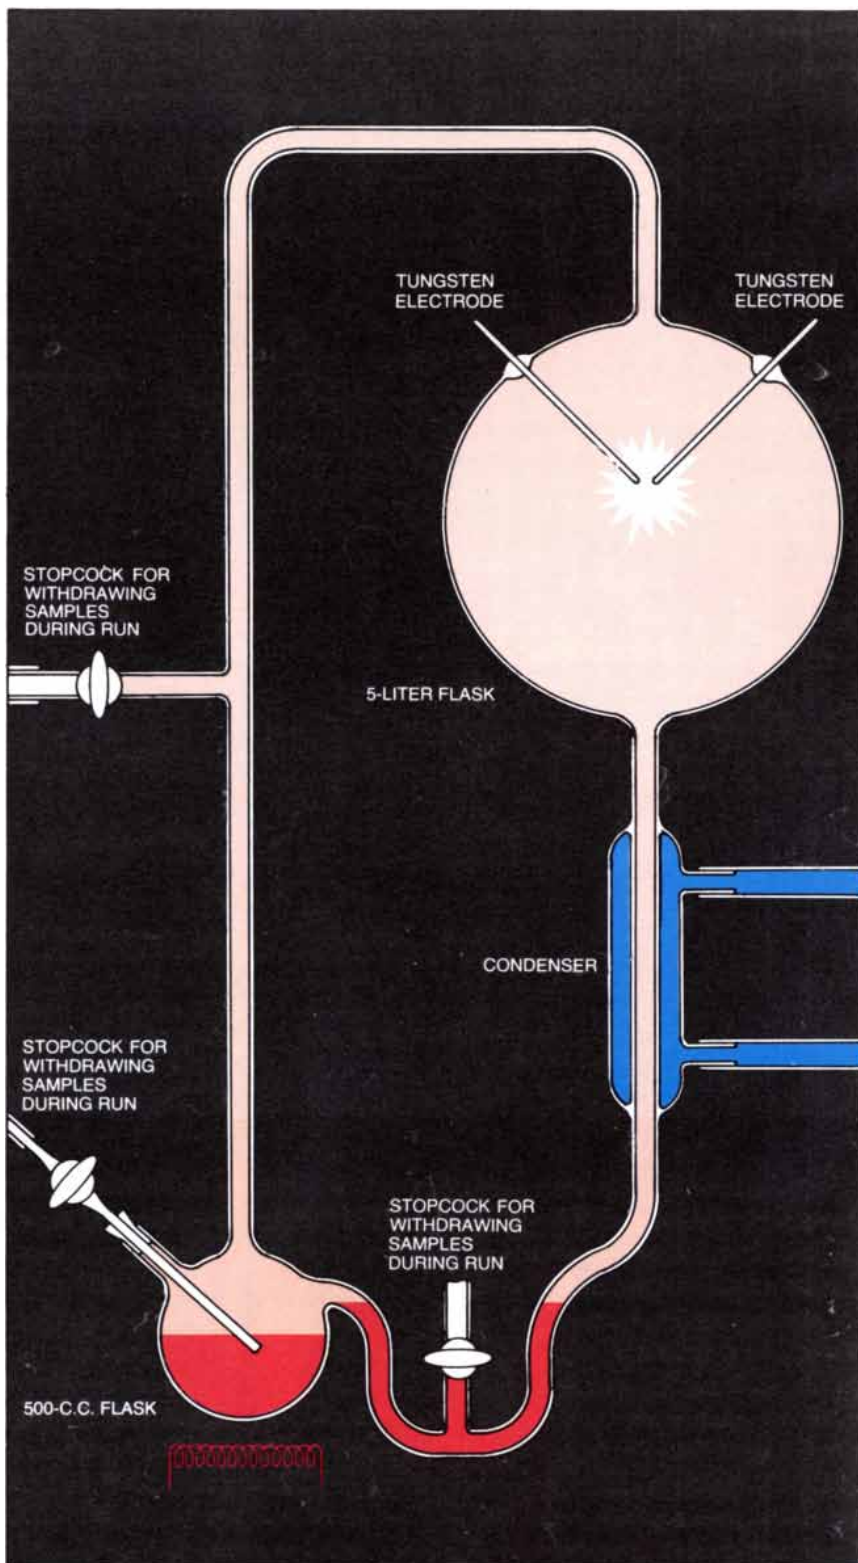 TUNGSTEN
ELECTRODE
TUNGSTEN
ELECTRODE
STOPCOCK FOR
WITHDRAWING
SAMPLES
DURING RUN
5-LITER FLASK
CONDENSER
STOPCOCK FOR
WITHDRAWING
SAMPLES
DURING RUN
STOPCOCK FOR
WITHDRAWING
SAMPLES
DURING RUN
500-C.C. FLASK